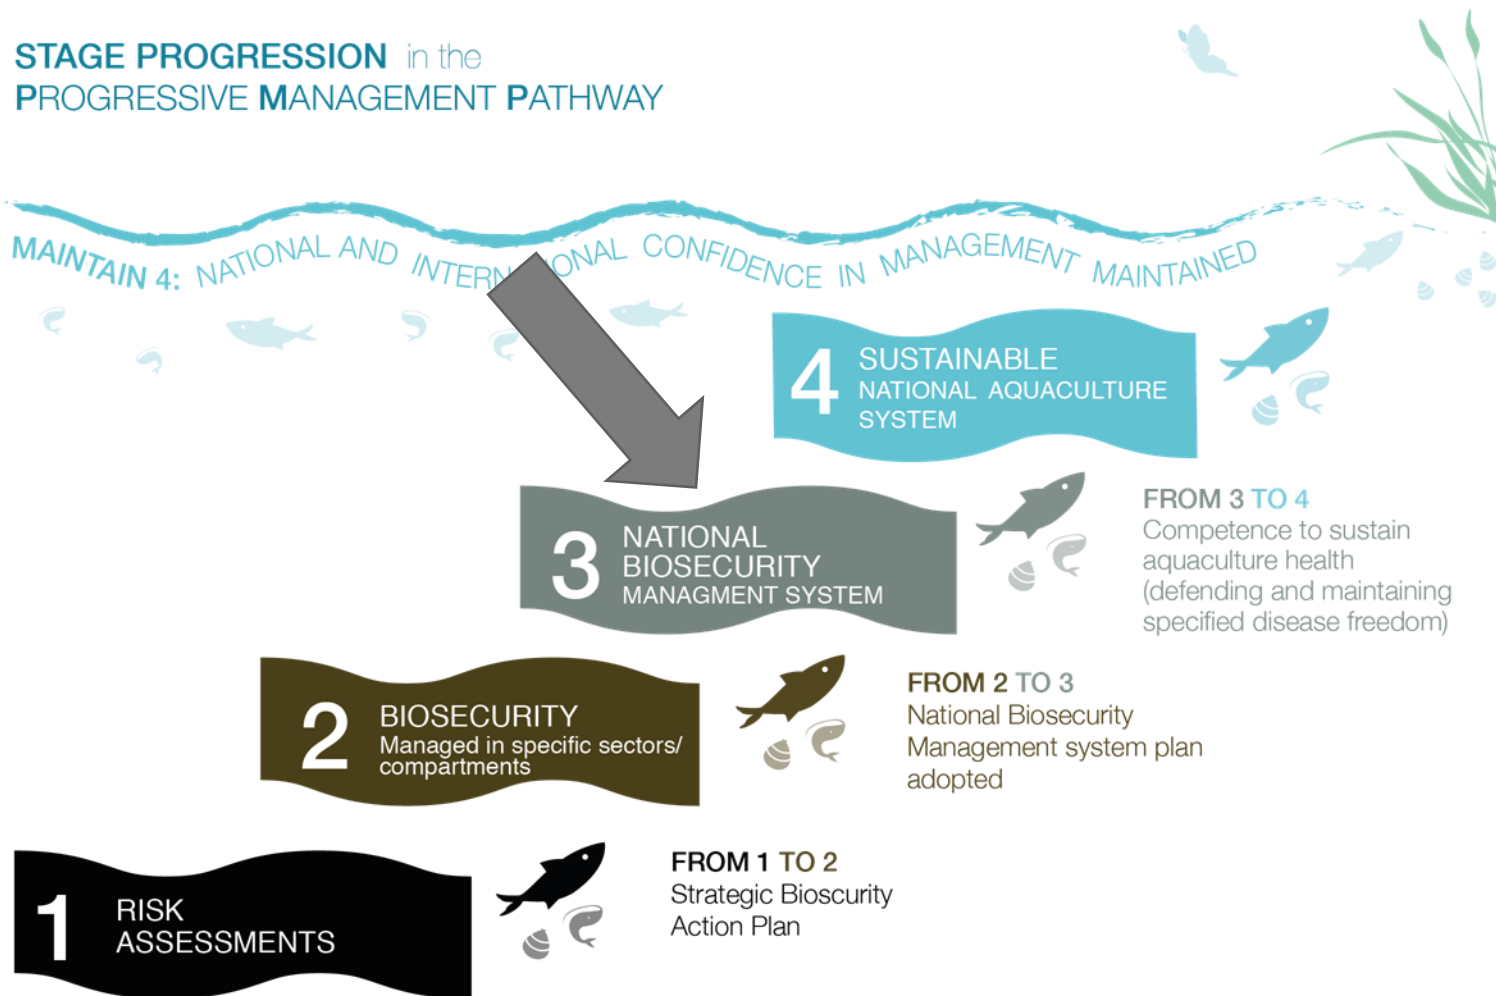 STAGE PROGRESSION in the
PROGRESSIVE MANAGEMENT PATHWAY
MAINTAIN 4: NATIONAL AND INTERN ONAL CONFIDENCE IN MANAGEMENT MAINTAINED
4 SUSTAINABLE
NATIONAL AQUACULTURE
SYSTEM
FROM 3 TO 4
Competence to sustain
aquaculture health
(defending and maintaining
specified disease freedom)
3 NATIONAL
BIOSECURITY
MANAGMENT SYSTEM
FROM 2 TO 3
National Biosecurity
Management system plan
adopted
2 BIOSECURITY
Managed in specific sectors/
compartments
FROM 1 TO 2
Strategic Bioscurity
Action Plan
1 RISK
ASSESSMENTS